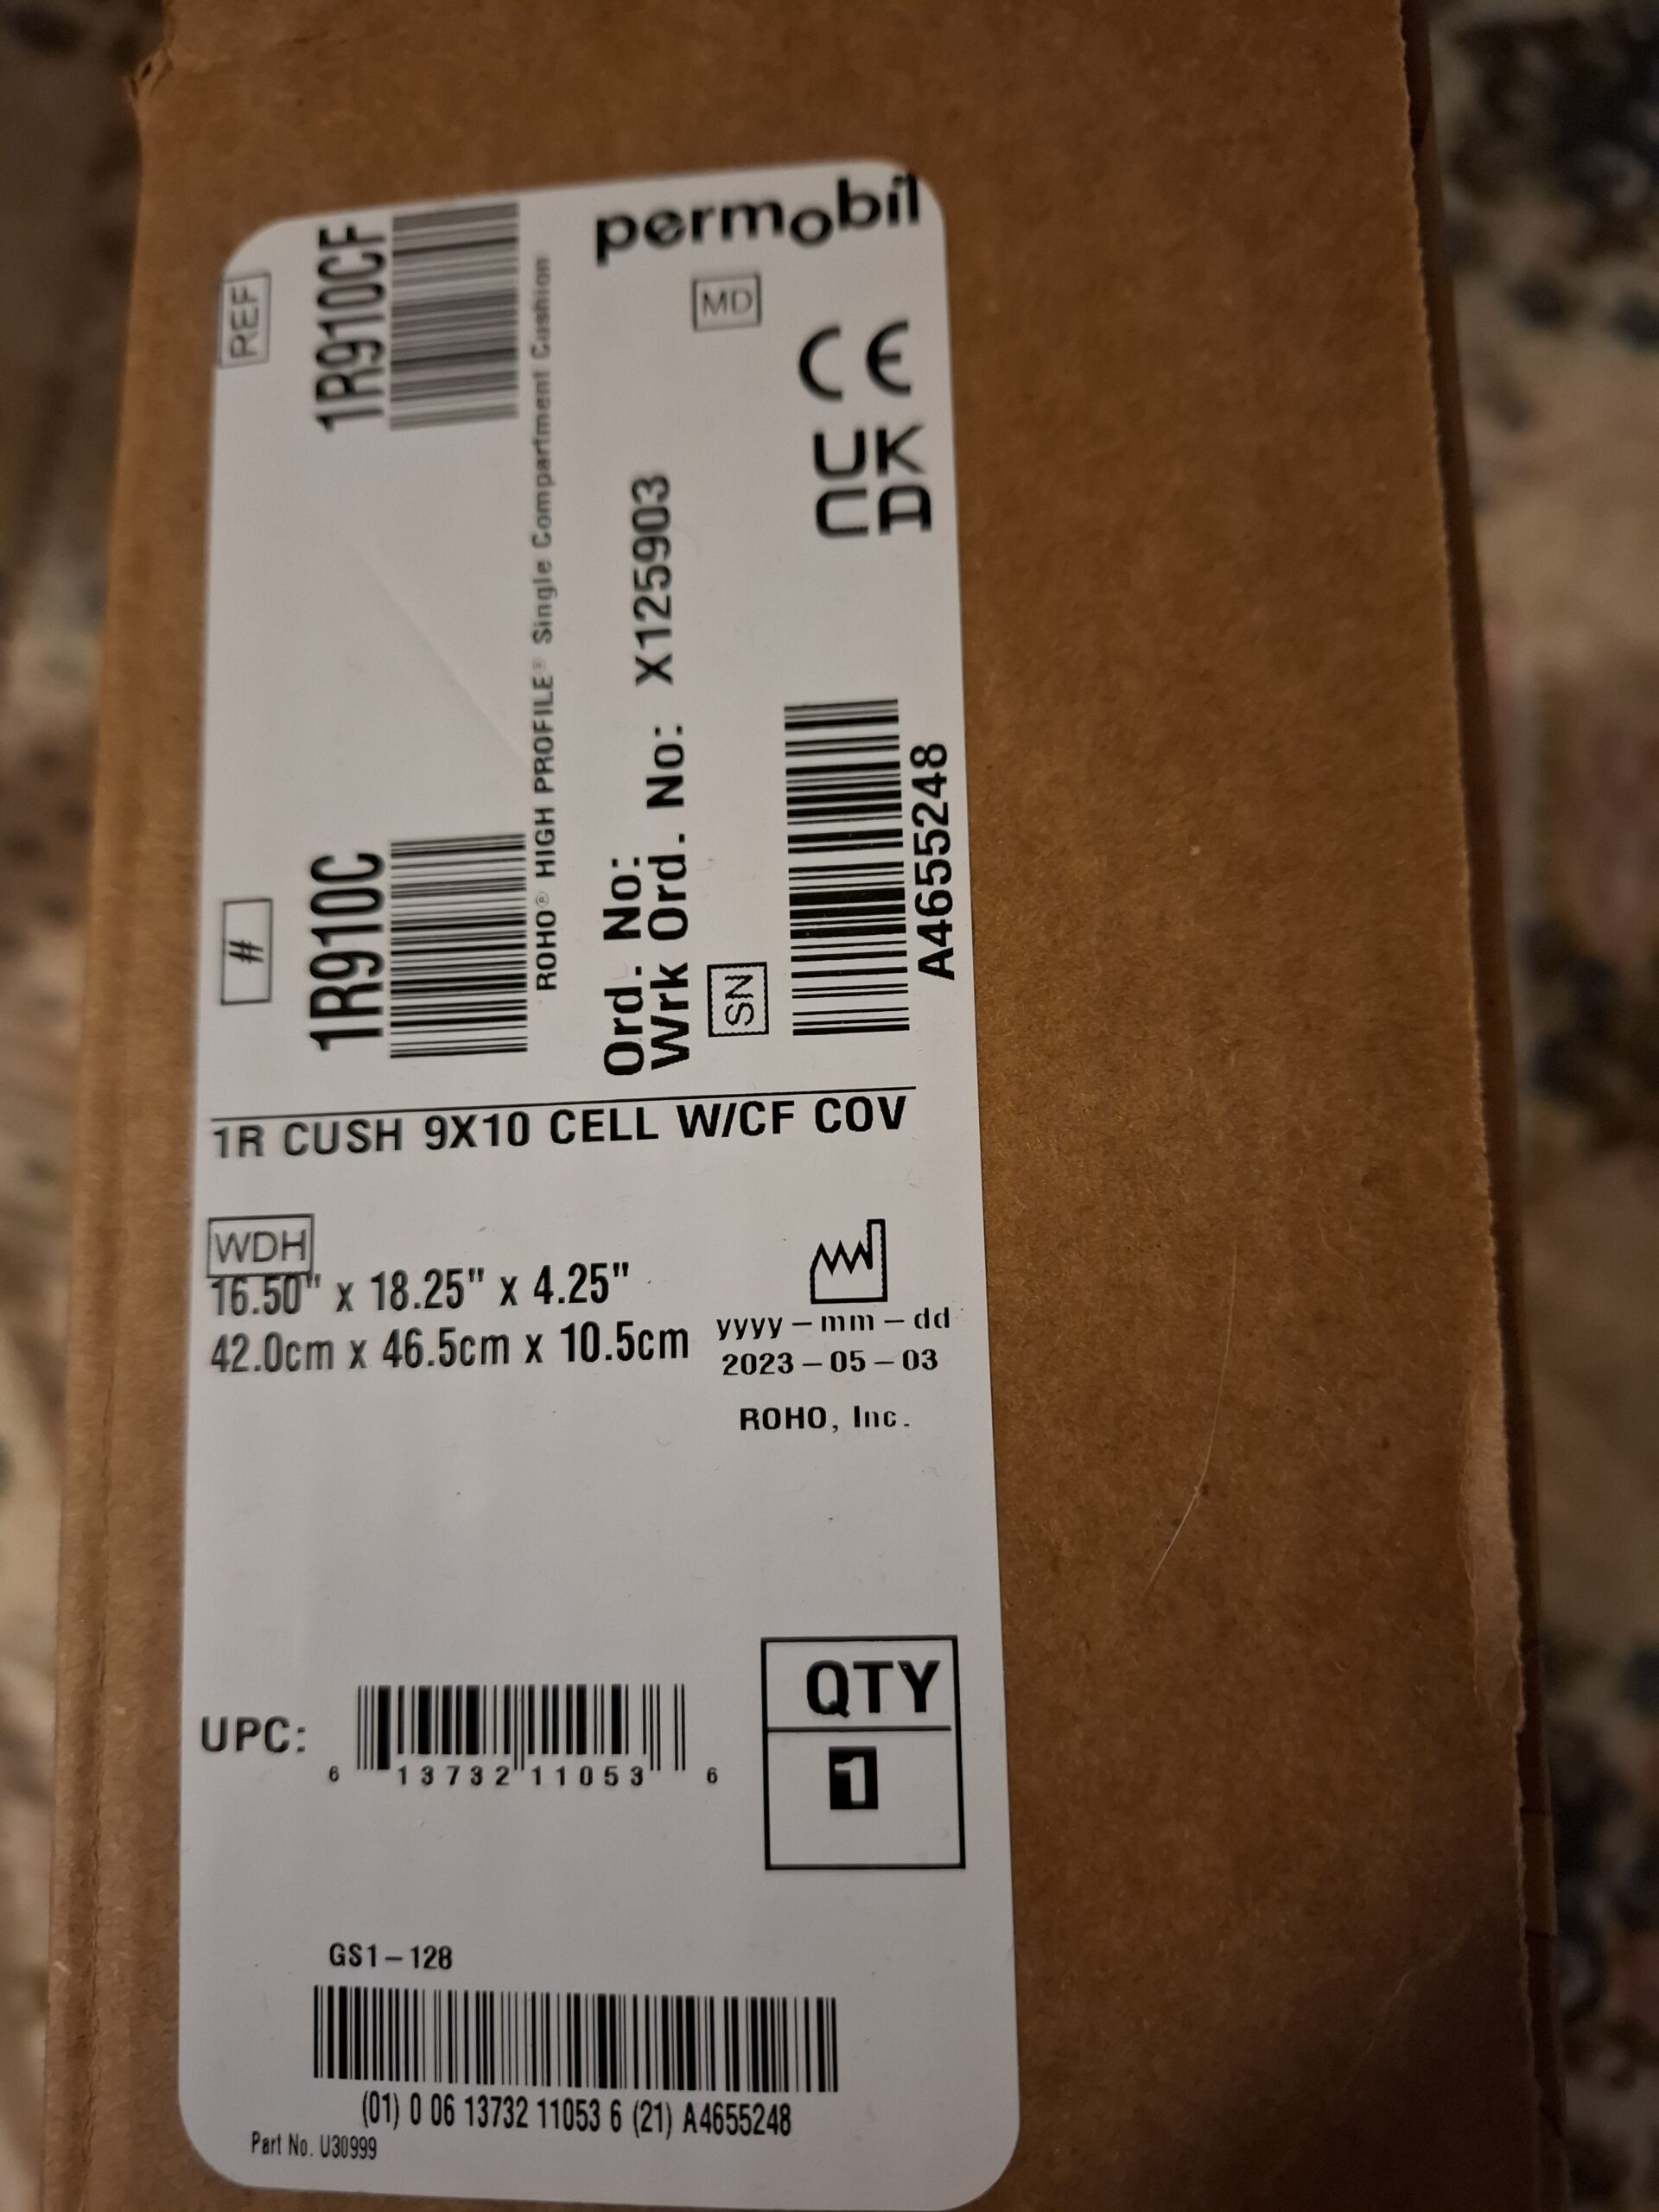 permobil
REF
1R910CF
#
1R910C
ROHO® HIGH PROFILE® Single Compartment Cushion
MD
Ord. No:
Wrk Ord. No: X125903
CE
UK
CA
SN
A4655248
1R CUSH 9X10 CELL W/CF COV
WDH
16.50" x 18.25" x 4.25"
42.0cm x 46.5cm x 10.5cm
yyyy-mm-dd
2023-05-03
ROHO, Inc.
UPC:
6 13732 11053 6
QTY
1
GS1-128
(01) 0 06 13732 11053 6 (21) A4655248
Part No. U30999